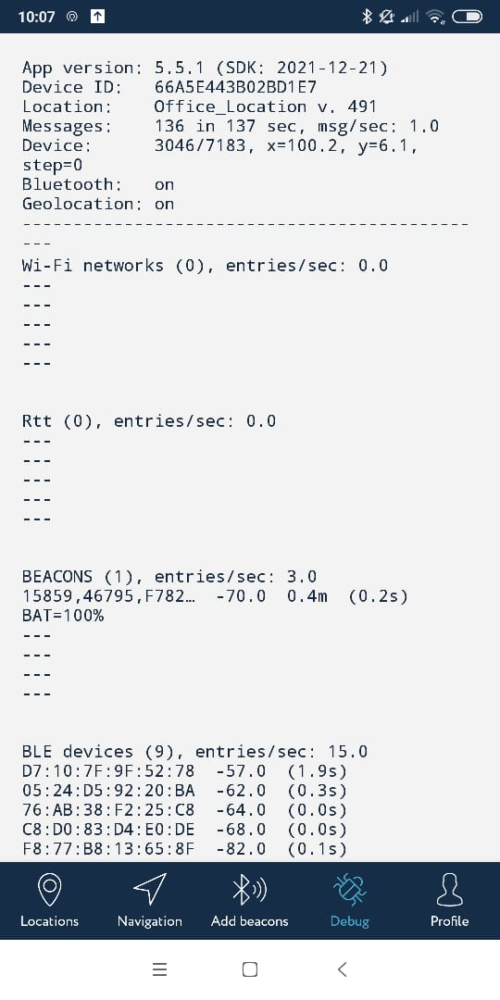 10:07
App version: 5.5.1 (SDK: 2021-12-21)
Device ID: 66A5E443B02BD1E7
Location: Office_Location v. 491
Messages: 136 in 137 sec, msg/sec: 1.0
Device: 3046/7183, x=100.2, y=6.1,
step=0
Bluetooth: on
Geolocation: on
--------------------------------------------
---
Wi-Fi networks (0), entries/sec: 0.0
---
---
---
---
---
Rtt (0), entries/sec: 0.0
---
---
---
---
---
BEACONS (1), entries/sec: 3.0
15859,46795,F782… -70.0 0.4m (0.2s)
BAT=100%
---
---
---
---
BLE devices (9), entries/sec: 15.0
D7:10:7F:9F:52:78 -57.0 (1.9s)
05:24:D5:92:20:BA -62.0 (0.3s)
76:AB:38:F2:25:C8 -64.0 (0.0s)
C8:D0:83:D4:E0:DE -68.0 (0.0s)
F8:77:B8:13:65:8F -82.0 (0.1s)
Locations Navigation Add beacons Debug Profile